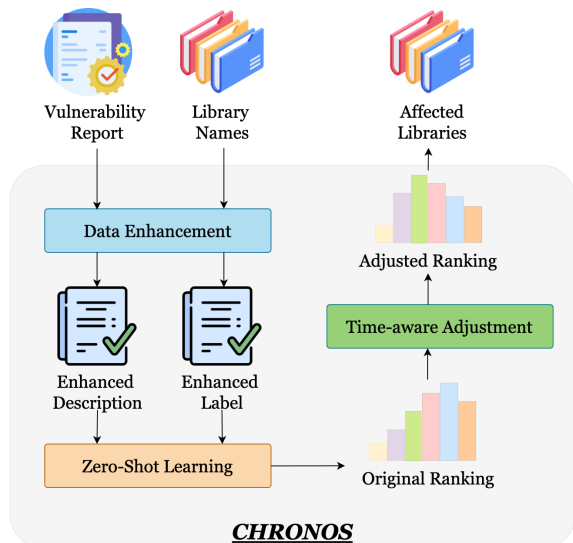 Vulnerability
Report
Library
Names
Affected
Libraries
Data Enhancement
Adjusted Ranking
Time-aware Adjustment
Enhanced
Description
Enhanced
Label
Zero-Shot Learning
Original Ranking
CHRONOS